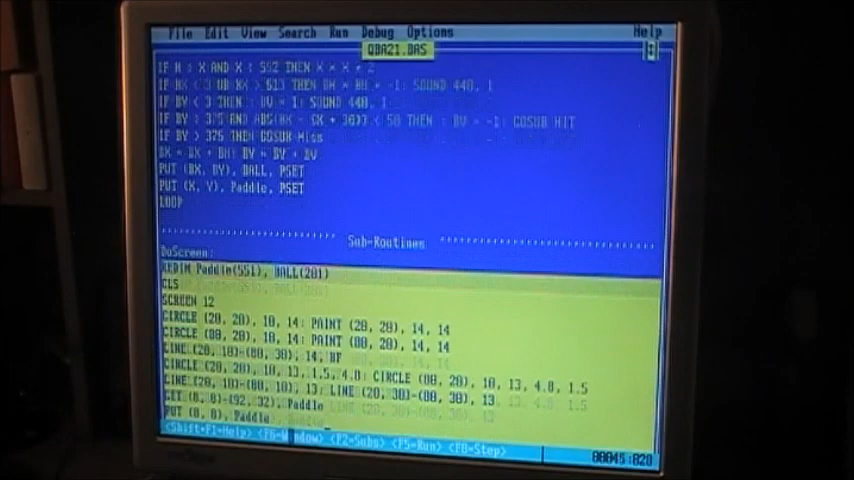 File Edit View Search Run Debug Options Help
QBA21.BAS
IF M : X AND X : 552 THEN X = X + 2
IF BX < 3 OR BX > 513 THEN BH = BH * -1: SOUND 440, 1
IF BY < 3 THEN : BV = 1: SOUND 440, 1
IF BY : 375 AND ABS(BX - (X + 30)) < 50 THEN : BV = -1: GOSUB HIT
IF BY > 375 THEN GOSUB Miss
BX = BX + BH: BY = BY + BV
PUT (BX, BY), BALL, PSET
PUT (X, Y), Paddle, PSET
LOOP
Sub-Routines
DoScreen:
REDIM Paddle(551), BALL(201)
CLS
SCREEN 12
CIRCLE (20, 20), 10, 14: PAINT (20, 20), 14, 14
CIRCLE (80, 20), 10, 14: PAINT (80, 20), 14, 14
LINE (20, 10)-(80, 30), 14, BF
CIRCLE (20, 20), 10, 13, 1.5, 4.8: CIRCLE (80, 20), 10, 13, 4.8, 1.5
LINE (20, 10)-(80, 10), 13: LINE (20, 30)-(80, 30), 13
GET (8, 8)-(92, 32), Paddle
PUT (8, 8), Paddle
<Shift+F1=Help> <F6=Window> <F2=Subs> <F5=Run> <F8=Step> 00045:020